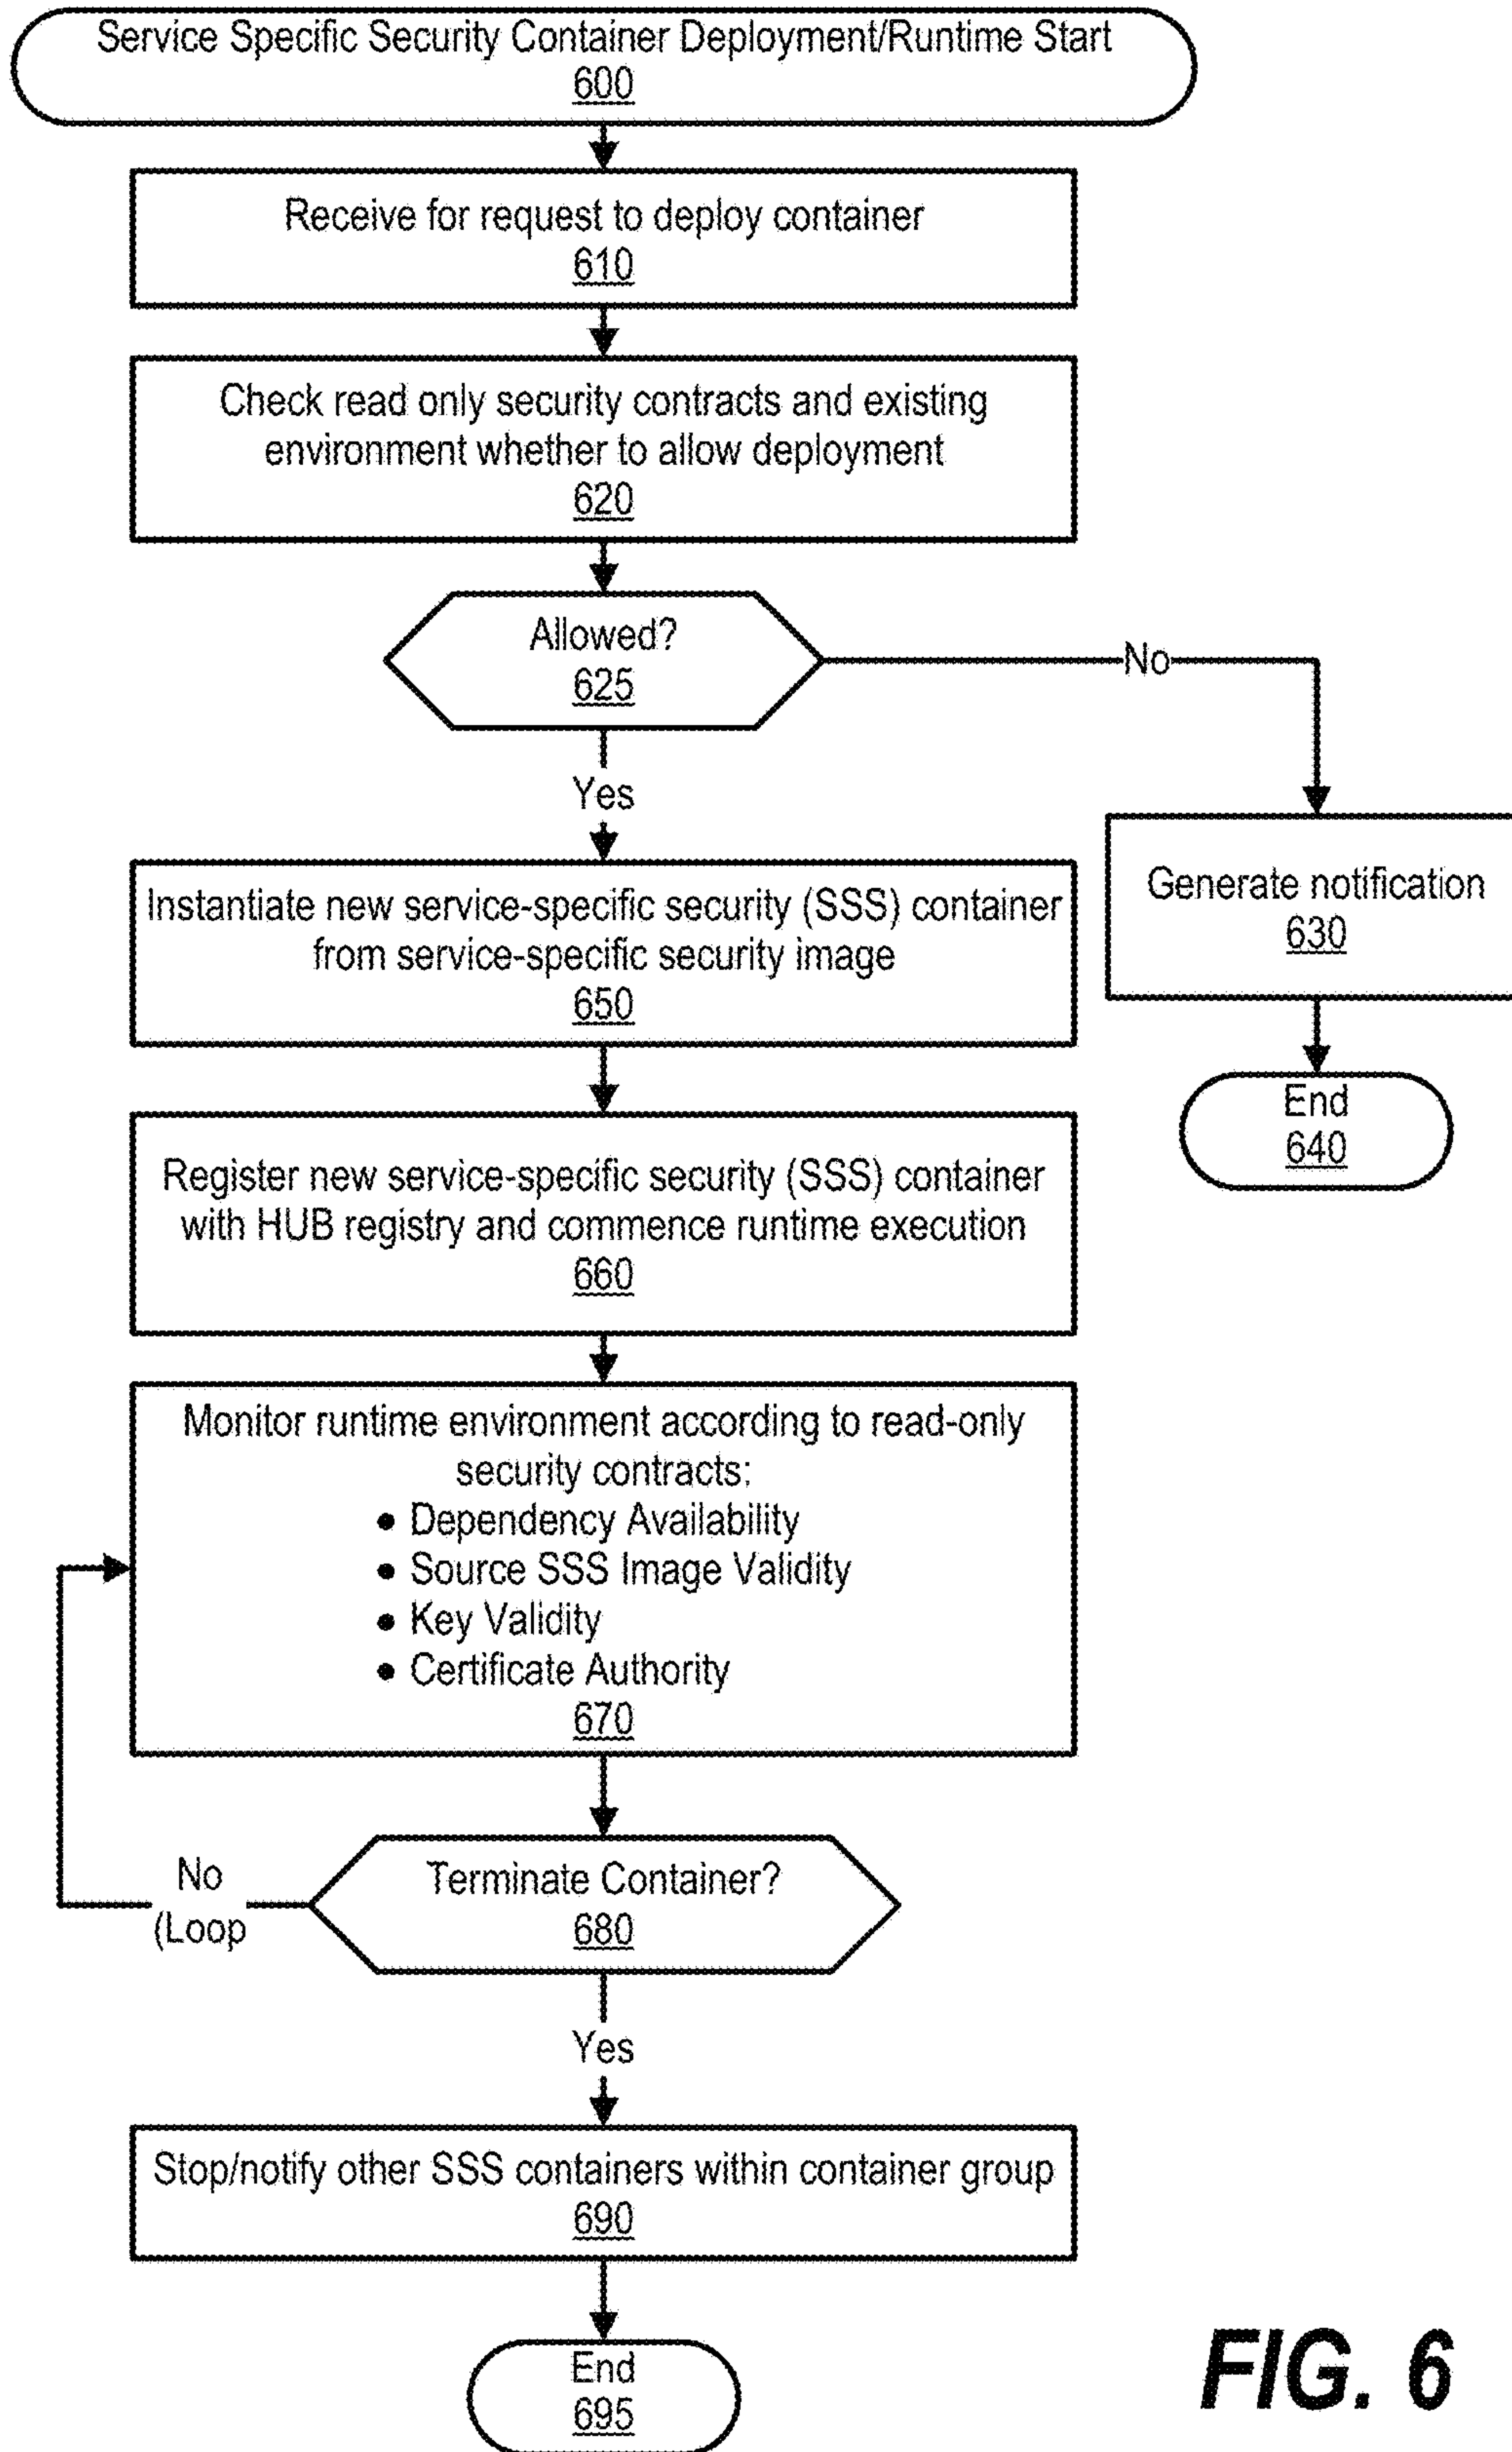 Service Specific Security Container Deployment/Runtime Start
600
Receive for request to deploy container
610
Check read only security contracts and existing
environment whether to allow deployment
620
Allowed?
625
No
Yes
Generate notification
630
Instantiate new service-specific security (SSS) container
from service-specific security image
650
End
640
Register new service-specific security (SSS) container
with HUB registry and commence runtime execution
660
Monitor runtime environment according to read-only
security contracts:
• Dependency Availability
• Source SSS Image Validity
• Key Validity
• Certificate Authority
670
No
(Loop
Terminate Container?
680
Yes
Stop/notify other SSS containers within container group
690
End
695
FIG. 6